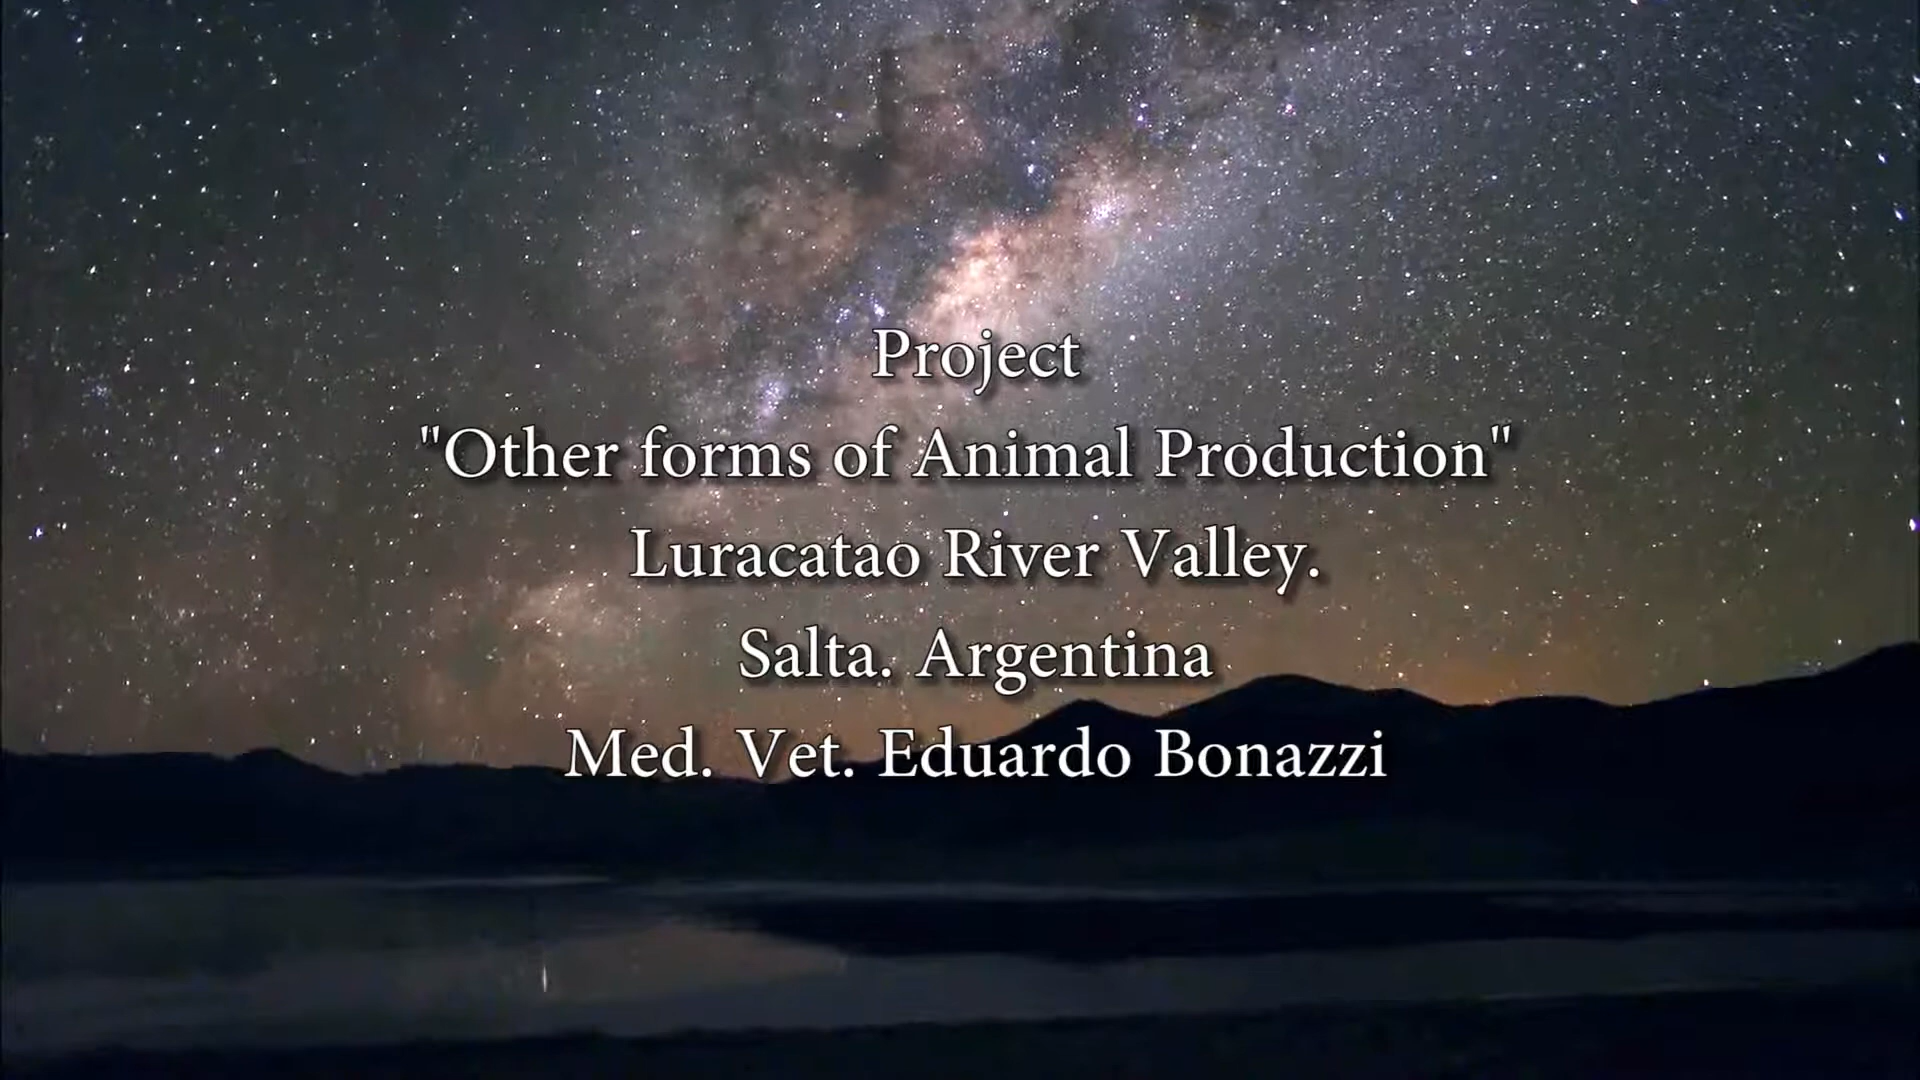 Project
"Other forms of Animal Production"
Luracatao River Valley.
Salta. Argentina
Med. Vet. Eduardo Bonazzi